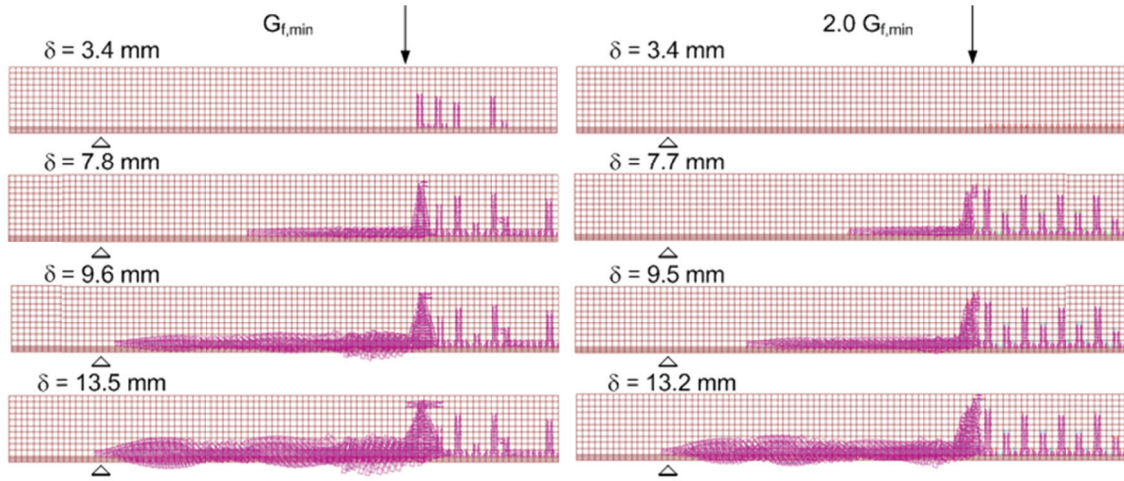 G_f,min 2.0 G_f,min
δ = 3.4 mm δ = 3.4 mm
δ = 7.8 mm δ = 7.7 mm
δ = 9.6 mm δ = 9.5 mm
δ = 13.5 mm δ = 13.2 mm